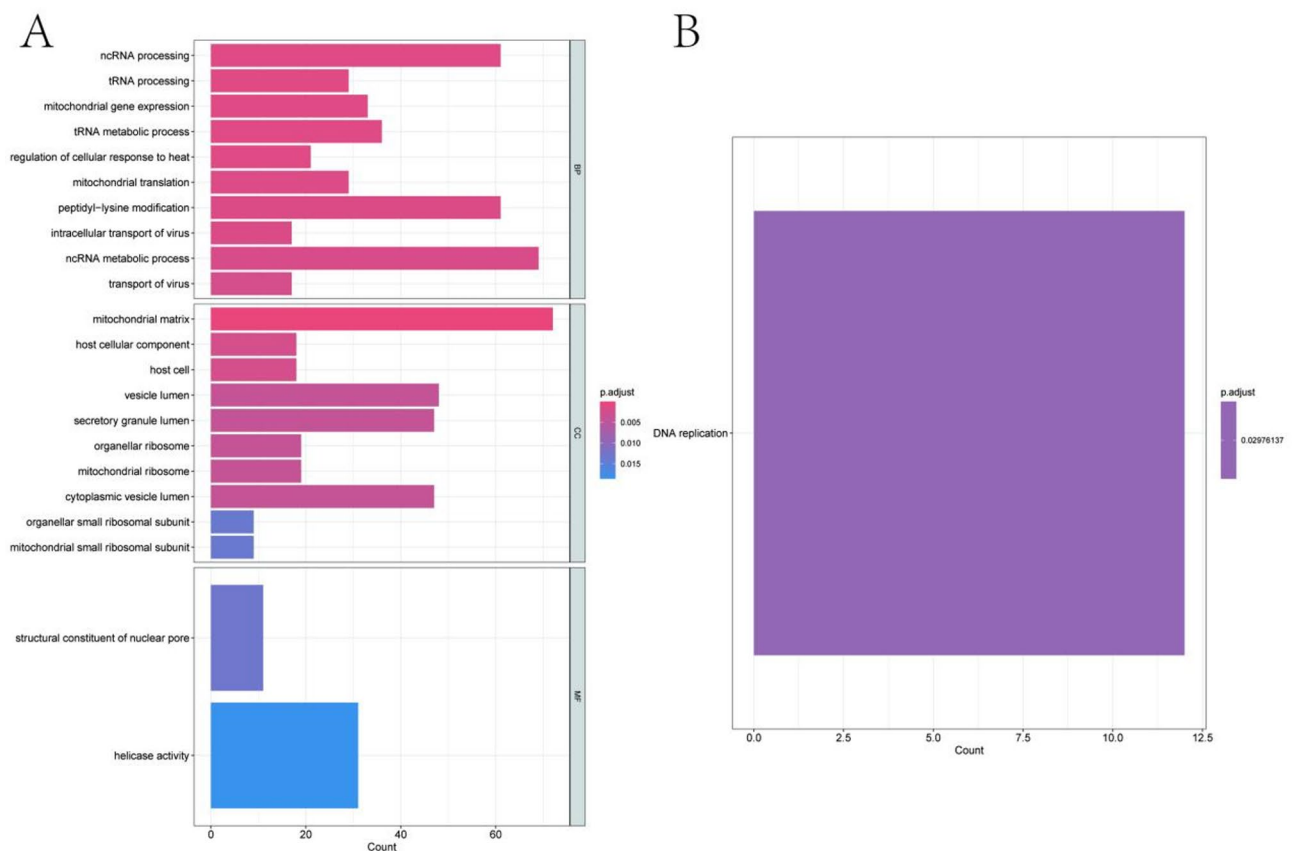 A
ncRNA processing
tRNA processing
mitochondrial gene expression
tRNA metabolic process
regulation of cellular response to heat
mitochondrial translation
peptidyl−lysine modification
intracellular transport of virus
ncRNA metabolic process
transport of virus
BP
mitochondrial matrix
host cellular component
host cell
vesicle lumen
secretory granule lumen
organellar ribosome
mitochondrial ribosome
cytoplasmic vesicle lumen
organellar small ribosomal subunit
mitochondrial small ribosomal subunit
CC
structural constituent of nuclear pore
helicase activity
MF
0 20 40 60
Count
p.adjust
0.005
0.010
0.015
B
DNA replication
0.0 2.5 5.0 7.5 10.0 12.5
Count
p.adjust
0.02976137